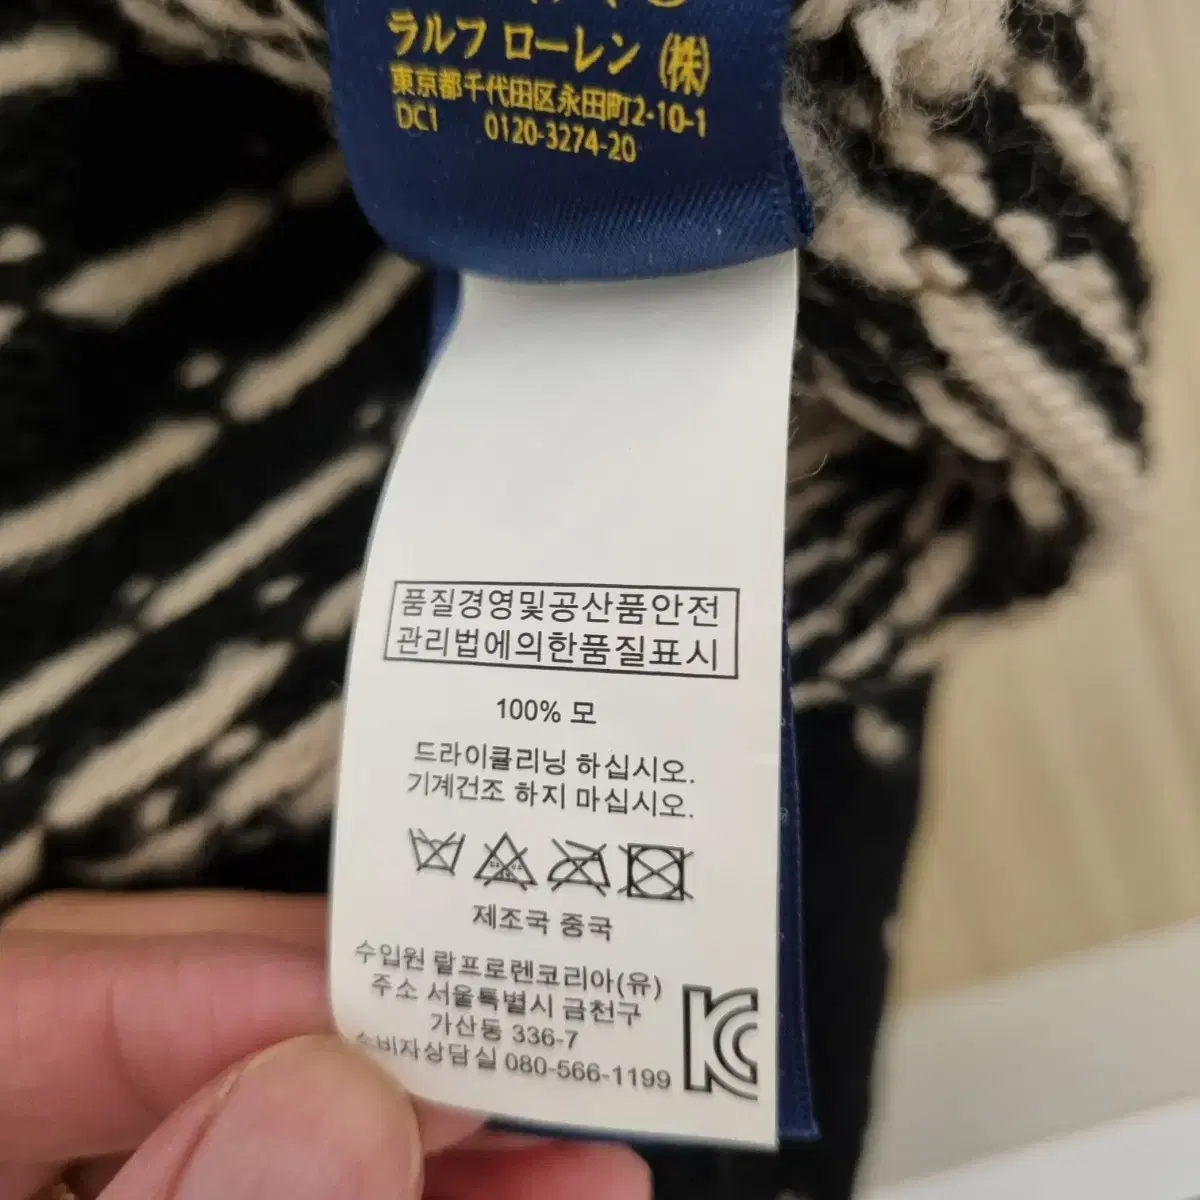 ラルフ ローレン(株)
東京都千代田区永田町2-10-1
DC1 0120-3274-20
품질경영및공산품안전
관리법에의한품질표시
100% 모
드라이클리닝 하십시오.
기계건조 하지 마십시오.
제조국 중국
수입원 랄프로렌코리아(유)
주소 서울특별시 금천구
가산동 336-7
소비자상담실 080-566-1199
KC